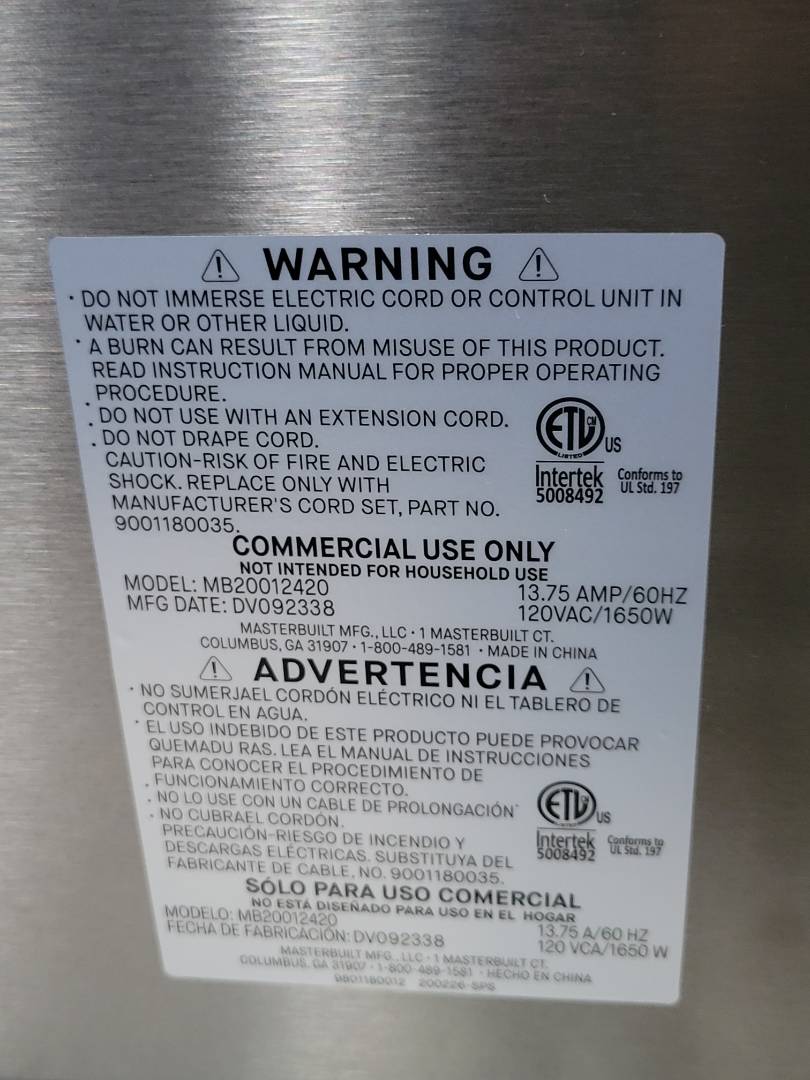 WARNING
· DO NOT IMMERSE ELECTRIC CORD OR CONTROL UNIT IN
WATER OR OTHER LIQUID.
· A BURN CAN RESULT FROM MISUSE OF THIS PRODUCT.
READ INSTRUCTION MANUAL FOR PROPER OPERATING
PROCEDURE.
· DO NOT USE WITH AN EXTENSION CORD.
· DO NOT DRAPE CORD.
CAUTION-RISK OF FIRE AND ELECTRIC
SHOCK. REPLACE ONLY WITH
MANUFACTURER'S CORD SET, PART NO.
9001180035.
ETL CM US
LISTED
Intertek
5008492
Conforms to
UL Std. 197
COMMERCIAL USE ONLY
NOT INTENDED FOR HOUSEHOLD USE
MODEL: MB20012420 13.75 AMP/60HZ
MFG DATE: DV092338 120VAC/1650W
MASTERBUILT MFG., LLC · 1 MASTERBUILT CT.
COLUMBUS, GA 31907 · 1-800-489-1581 · MADE IN CHINA
ADVERTENCIA
· NO SUMERJAEL CORDÓN ELÉCTRICO NI EL TABLERO DE
CONTROL EN AGUA.
· EL USO INDEBIDO DE ESTE PRODUCTO PUEDE PROVOCAR
QUEMADU RAS. LEA EL MANUAL DE INSTRUCCIONES
PARA CONOCER EL PROCEDIMIENTO DE
FUNCIONAMIENTO CORRECTO.
· NO LO USE CON UN CABLE DE PROLONGACIÓN
· NO CUBRAEL CORDÓN.
PRECAUCIÓN-RIESGO DE INCENDIO Y
DESCARGAS ELÉCTRICAS. SUBSTITUYA DEL
FABRICANTE DE CABLE, NO. 9001180035.
ETL US
LISTED
Intertek
5008492
Conforms to
UL Std. 197
SÓLO PARA USO COMERCIAL
NO ESTÁ DISEÑADO PARA USO EN EL HOGAR
MODELO: MB20012420 13.75 A/60 HZ
FECHA DE FABRICACIÓN: DV092338 120 VCA/1650 W
MASTERBUILT MFG., LLC · 1 MASTERBUILT CT.
COLUMBUS, GA 31907 · 1-800-489-1581 · HECHO EN CHINA
9801180012 200226-SPS